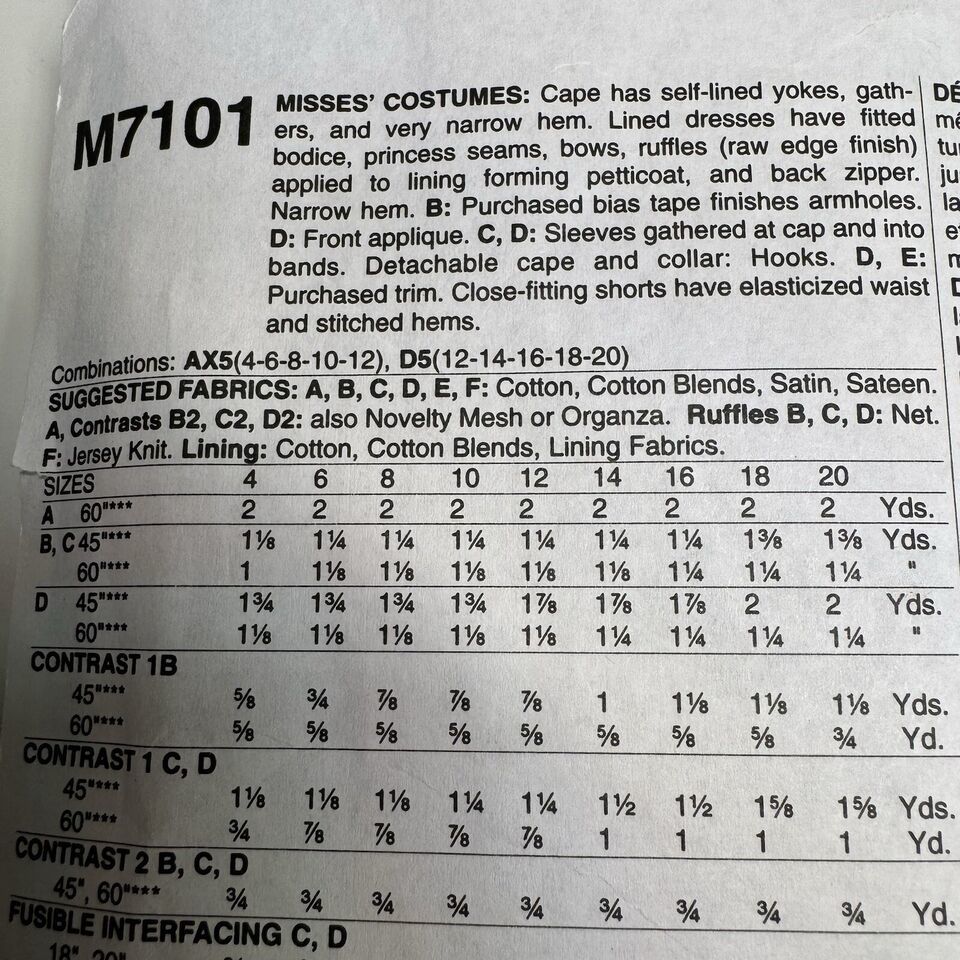 M7101
MISSES' COSTUMES: Cape has self-lined yokes, gath-
ers, and very narrow hem. Lined dresses have fitted
bodice, princess seams, bows, ruffles (raw edge finish)
applied to lining forming petticoat, and back zipper.
Narrow hem. B: Purchased bias tape finishes armholes.
D: Front applique. C, D: Sleeves gathered at cap and into
bands. Detachable cape and collar: Hooks. D, E:
Purchased trim. Close-fitting shorts have elasticized waist
and stitched hems.
DÉ
Combinations: AX5(4-6-8-10-12), D5(12-14-16-18-20)
SUGGESTED FABRICS: A, B, C, D, E, F: Cotton, Cotton Blends, Satin, Sateen.
A, Contrasts B2, C2, D2: also Novelty Mesh or Organza. Ruffles B, C, D: Net.
F: Jersey Knit. Lining: Cotton, Cotton Blends, Lining Fabrics.
SIZES 4 6 8 10 12 14 16 18 20
A 60"*** 2 2 2 2 2 2 2 2 2 Yds.
B, C 45"*** 1⅛ 1¼ 1¼ 1¼ 1¼ 1¼ 1¼ 1⅜ 1⅜ Yds.
60"*** 1 1⅛ 1⅛ 1⅛ 1⅛ 1⅛ 1¼ 1¼ 1¼ "
D 45"*** 1¾ 1¾ 1¾ 1¾ 1⅞ 1⅞ 1⅞ 2 2 Yds.
60"*** 1⅛ 1⅛ 1⅛ 1⅛ 1⅛ 1¼ 1¼ 1¼ 1¼ "
CONTRAST 1B
45"*** ⅝ ¾ ⅞ ⅞ ⅞ 1 1⅛ 1⅛ 1⅛ Yds.
60"*** ⅝ ⅝ ⅝ ⅝ ⅝ ⅝ ⅝ ⅝ ¾ Yd.
CONTRAST 1 C, D
45"*** 1⅛ 1⅛ 1⅛ 1¼ 1¼ 1½ 1½ 1⅝ 1⅝ Yds.
60"*** ¾ ⅞ ⅞ ⅞ ⅞ 1 1 1 1 Yd.
CONTRAST 2 B, C, D
45", 60"*** ¾ ¾ ¾ ¾ ¾ ¾ ¾ ¾ ¾ Yd.
FUSIBLE INTERFACING C, D
18", 20"